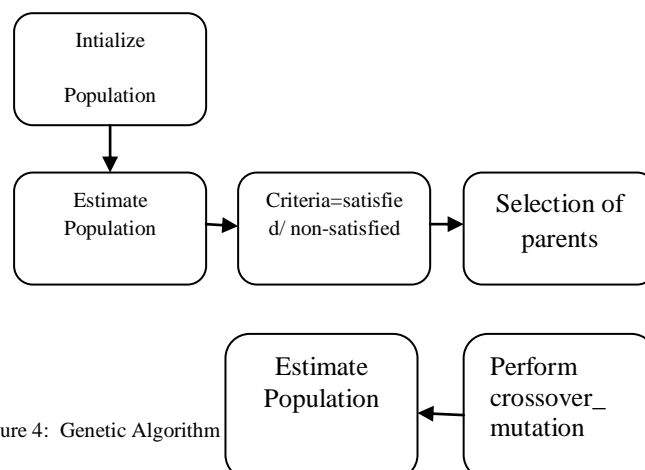 Intialize
Population
Estimate
Population
Criteria=satisfie
d/ non-satisfied
Selection of
parents
Estimate
Population
Perform
crossover_
mutation
ure 4: Genetic Algorithm